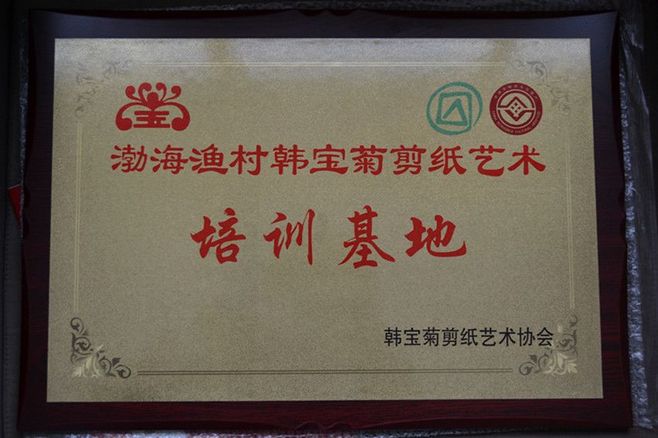 宝
渤海渔村韩宝菊剪纸艺术
培训基地
韩宝菊剪纸艺术协会